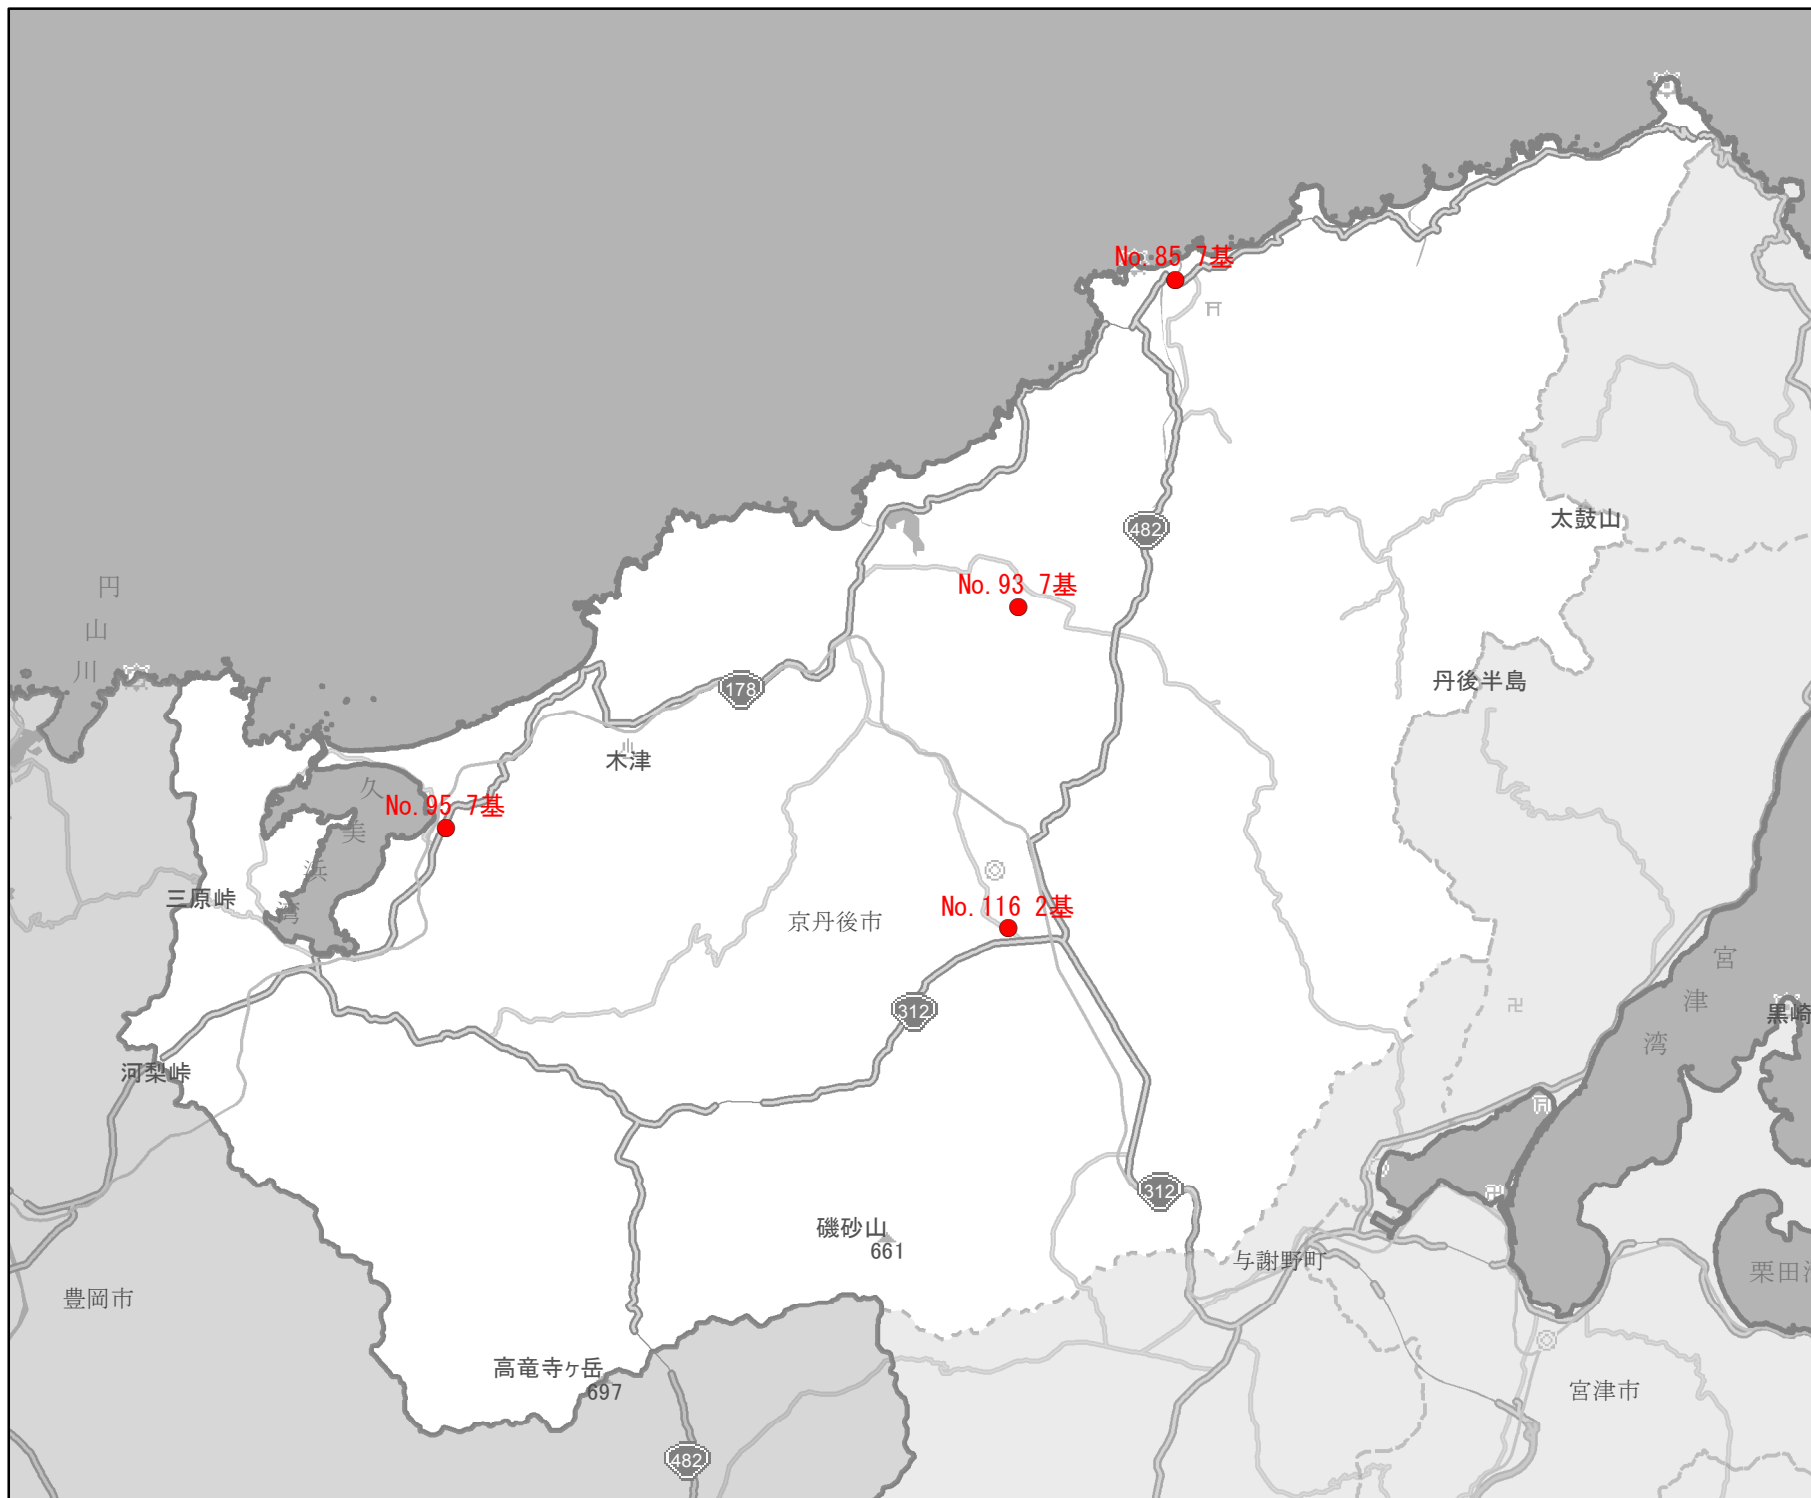 No.85 7基
482
太鼓山
No.93 7基
円山川
丹後半島
178
木津
久美浜湾
No.95 7基
三原峠
No.116 2基
京丹後市
宮津湾
312
黒崎
河梨峠
312
磯砂山
661
与謝野町
豊岡市
栗田
高竜寺ヶ岳
697
宮津市
482